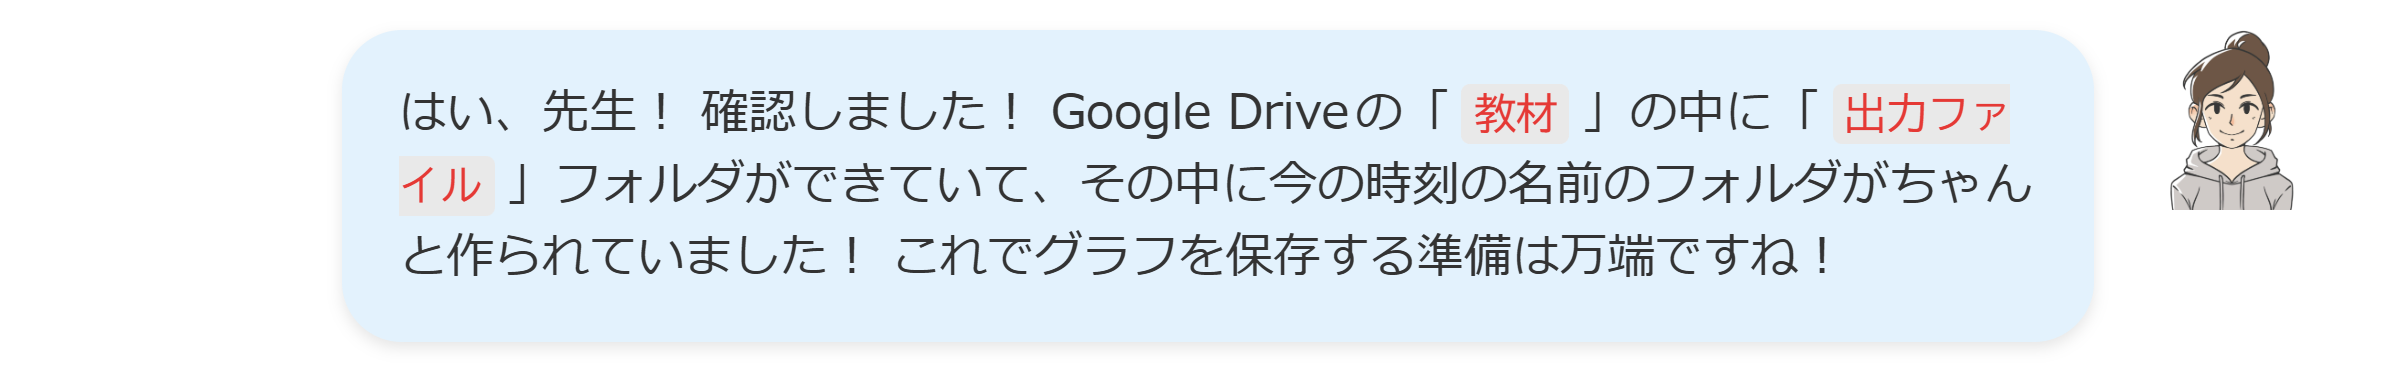 はい、先生！ 確認しました！ Google Driveの「 教材 」の中に「 出力ファ
イル 」フォルダができていて、その中に今の時刻の名前のフォルダがちゃん
と作られていました！ これでグラフを保存する準備は万端ですね！